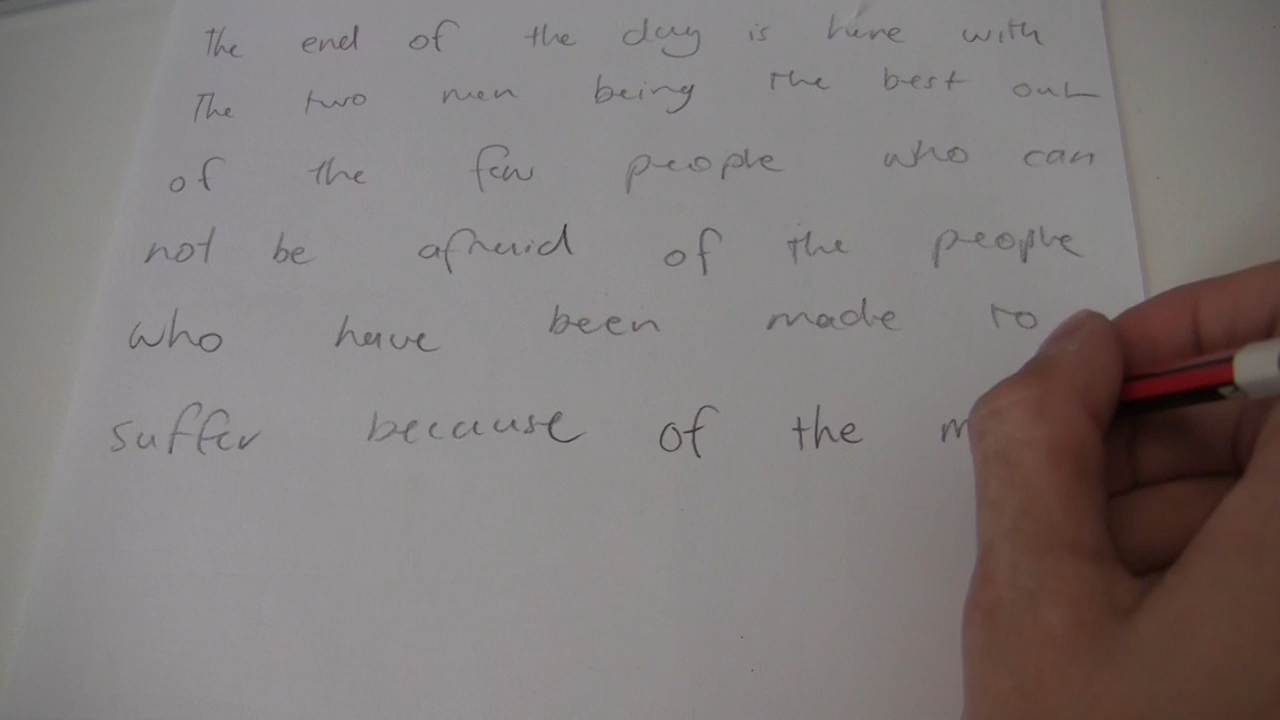 The end of the day is here with
The two men being the best out
of the few people who can
not be afraid of the people
who have been made to
suffer because of the